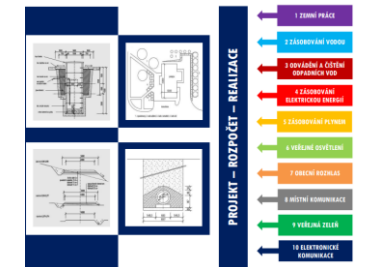 PROJEKT – ROZPOČET – REALIZACE
1 ZEMNÍ PRÁCE
2 ZÁSOBOVÁNÍ VODOU
3 ODVÁDĚNÍ A ČIŠTĚNÍ
ODPADNÍCH VOD
4 ZÁSOBOVÁNÍ
ELEKTRICKOU ENERGIÍ
5 ZÁSOBOVÁNÍ PLYNEM
6 VEŘEJNÉ OSVĚTLENÍ
7 OBECNÍ ROZHLAS
8 MÍSTNÍ KOMUNIKACE
9 VEŘEJNÁ ZELEŇ
10 ELEKTRONICKÉ
KOMUNIKACE